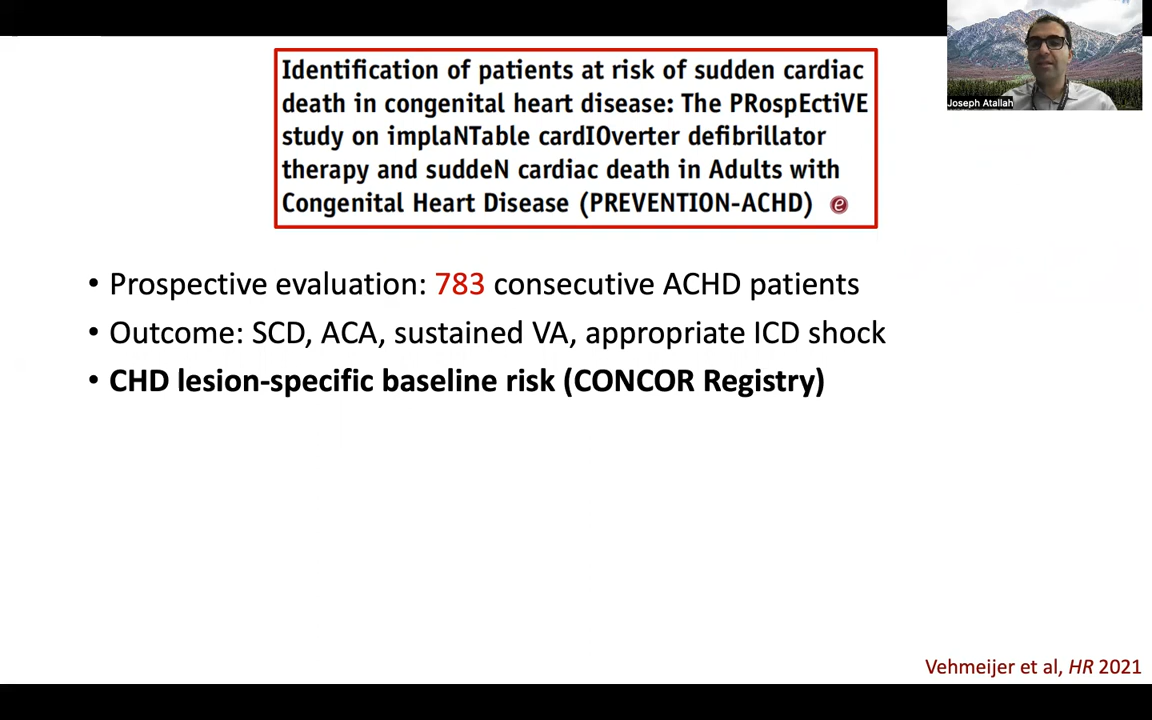 Identification of patients at risk of sudden cardiac
death in congenital heart disease: The PRospEctiVE
study on implaNTable cardIOverter defibrillator
therapy and suddeN cardiac death in Adults with
Congenital Heart Disease (PREVENTION-ACHD) e
Joseph Atallah
• Prospective evaluation: 783 consecutive ACHD patients
• Outcome: SCD, ACA, sustained VA, appropriate ICD shock
• CHD lesion-specific baseline risk (CONCOR Registry)
Vehmeijer et al, HR 2021